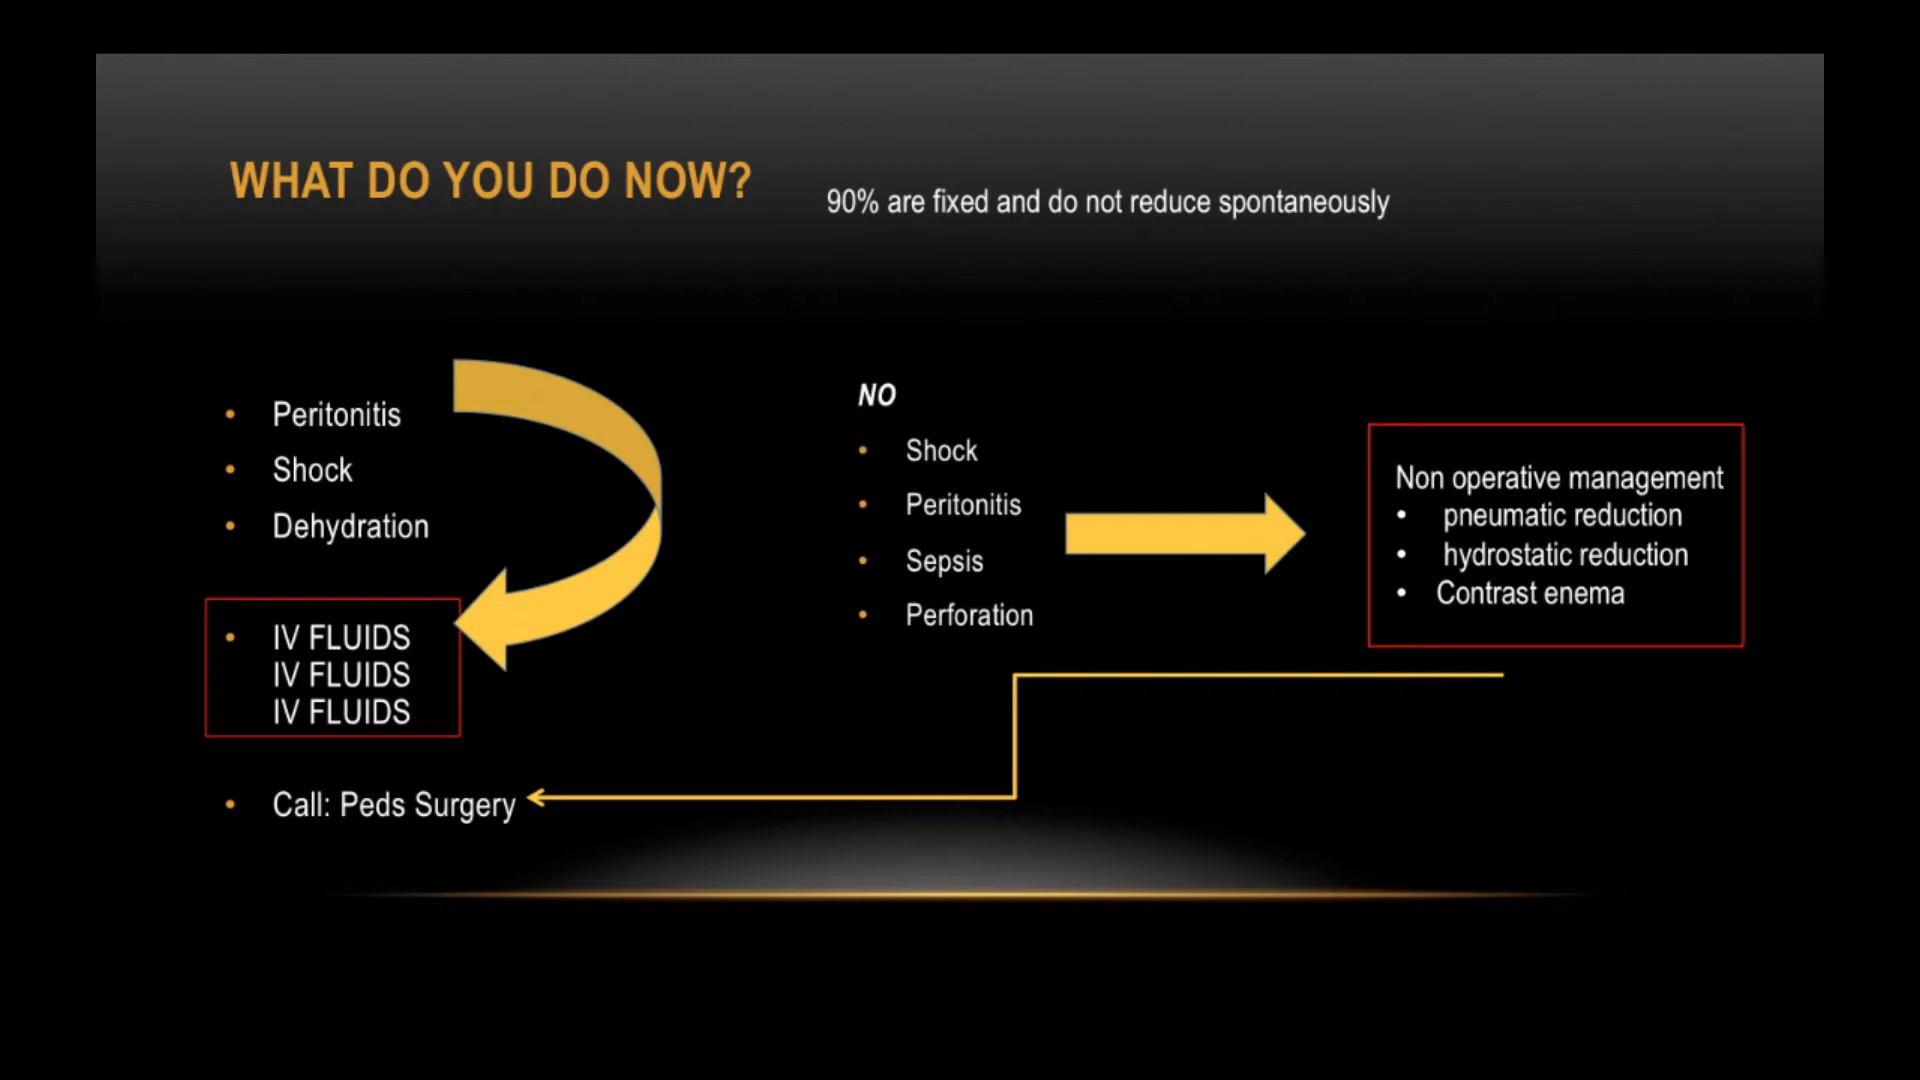 WHAT DO YOU DO NOW?
90% are fixed and do not reduce spontaneously
• Peritonitis
• Shock
• Dehydration
• IV FLUIDS
IV FLUIDS
IV FLUIDS
• Call: Peds Surgery
NO
• Shock
• Peritonitis
• Sepsis
• Perforation
Non operative management
• pneumatic reduction
• hydrostatic reduction
• Contrast enema